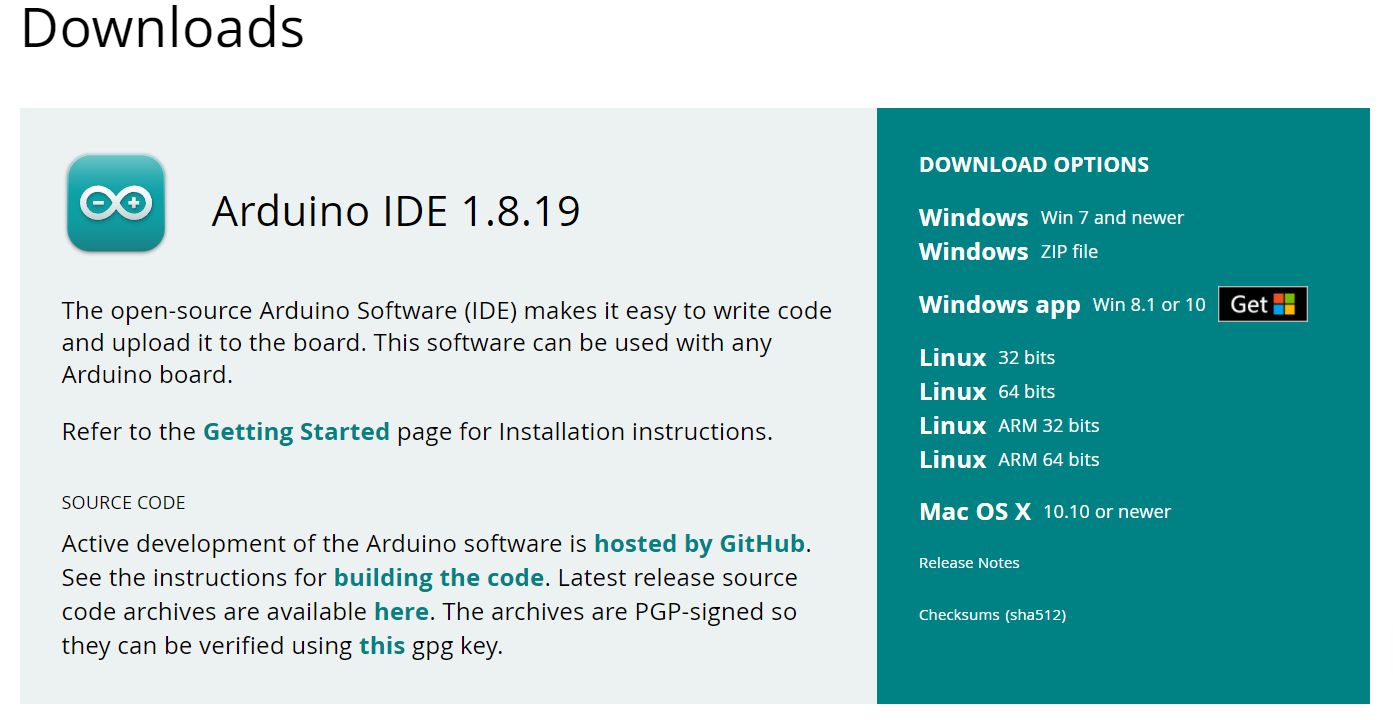 Downloads
Arduino IDE 1.8.19
The open-source Arduino Software (IDE) makes it easy to write code
and upload it to the board. This software can be used with any
Arduino board.
Refer to the Getting Started page for Installation instructions.
SOURCE CODE
Active development of the Arduino software is hosted by GitHub.
See the instructions for building the code. Latest release source
code archives are available here. The archives are PGP-signed so
they can be verified using this gpg key.
DOWNLOAD OPTIONS
Windows Win 7 and newer
Windows ZIP file
Windows app Win 8.1 or 10 Get
Linux 32 bits
Linux 64 bits
Linux ARM 32 bits
Linux ARM 64 bits
Mac OS X 10.10 or newer
Release Notes
Checksums (sha512)